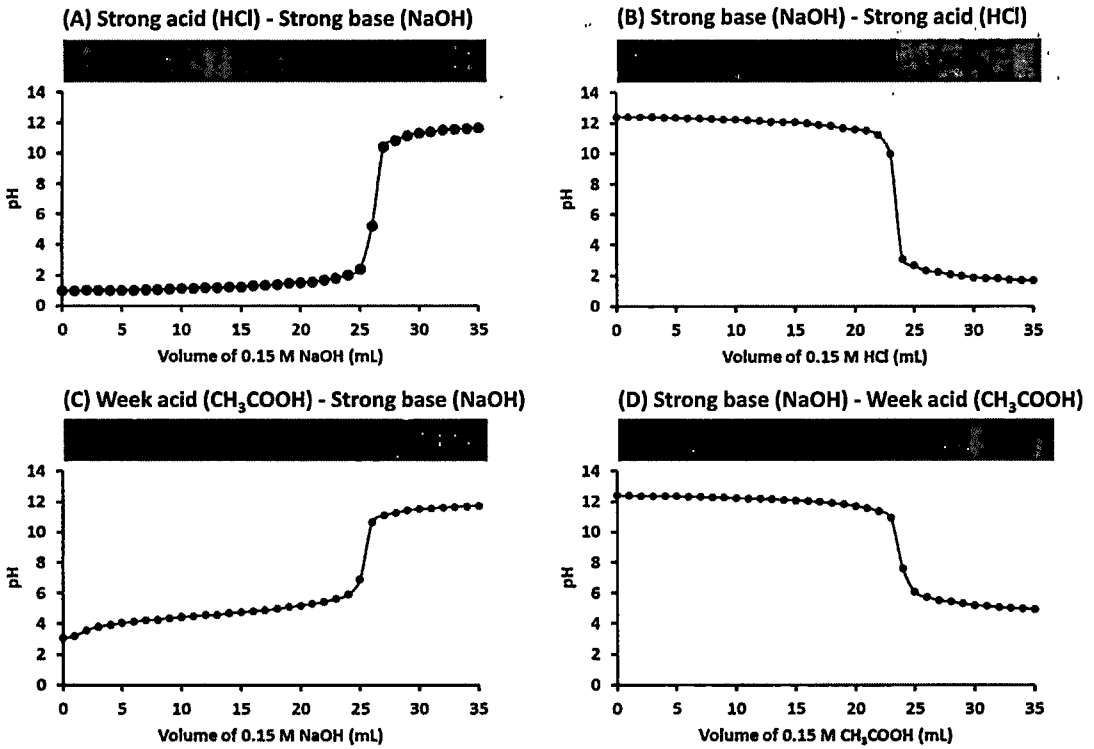 (A) Strong acid (HCl) - Strong base (NaOH)
14
12
10
8
6
4
2
0
pH
0 5 10 15 20 25 30 35
Volume of 0.15 M NaOH (mL)
(B) Strong base (NaOH) - Strong acid (HCl)
14
12
10
8
6
4
2
0
pH
0 5 10 15 20 25 30 35
Volume of 0.15 M HCl (mL)
(C) Week acid (CH₃COOH) - Strong base (NaOH)
14
12
10
8
6
4
2
0
pH
0 5 10 15 20 25 30 35
Volume of 0.15 M NaOH (mL)
(D) Strong base (NaOH) - Week acid (CH₃COOH)
14
12
10
8
6
4
2
0
pH
0 5 10 15 20 25 30 35
Volume of 0.15 M CH₃COOH (mL)